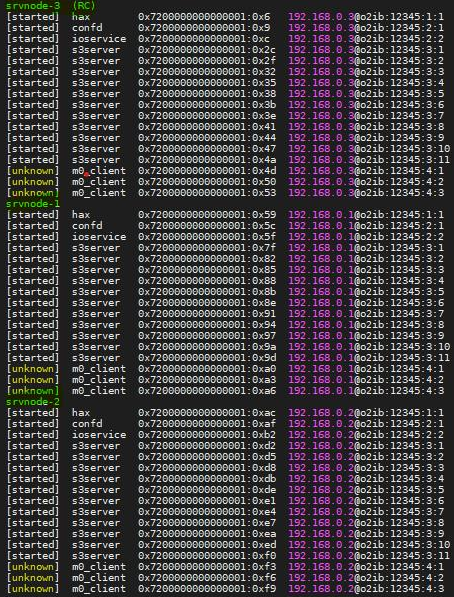 srvnode-3 (RC)
[started] hax 0x7200000000000001:0x6 192.168.0.3@o2ib:12345:1:1
[started] confd 0x7200000000000001:0x9 192.168.0.3@o2ib:12345:2:1
[started] ioservice 0x7200000000000001:0xc 192.168.0.3@o2ib:12345:2:2
[started] s3server 0x7200000000000001:0x2c 192.168.0.3@o2ib:12345:3:1
[started] s3server 0x7200000000000001:0x2f 192.168.0.3@o2ib:12345:3:2
[started] s3server 0x7200000000000001:0x32 192.168.0.3@o2ib:12345:3:3
[started] s3server 0x7200000000000001:0x35 192.168.0.3@o2ib:12345:3:4
[started] s3server 0x7200000000000001:0x38 192.168.0.3@o2ib:12345:3:5
[started] s3server 0x7200000000000001:0x3b 192.168.0.3@o2ib:12345:3:6
[started] s3server 0x7200000000000001:0x3e 192.168.0.3@o2ib:12345:3:7
[started] s3server 0x7200000000000001:0x41 192.168.0.3@o2ib:12345:3:8
[started] s3server 0x7200000000000001:0x44 192.168.0.3@o2ib:12345:3:9
[started] s3server 0x7200000000000001:0x47 192.168.0.3@o2ib:12345:3:10
[started] s3server 0x7200000000000001:0x4a 192.168.0.3@o2ib:12345:3:11
[unknown] m0_client 0x7200000000000001:0x4d 192.168.0.3@o2ib:12345:4:1
[unknown] m0_client 0x7200000000000001:0x50 192.168.0.3@o2ib:12345:4:2
[unknown] m0_client 0x7200000000000001:0x53 192.168.0.3@o2ib:12345:4:3
srvnode-1
[started] hax 0x7200000000000001:0x59 192.168.0.1@o2ib:12345:1:1
[started] confd 0x7200000000000001:0x5c 192.168.0.1@o2ib:12345:2:1
[started] ioservice 0x7200000000000001:0x5f 192.168.0.1@o2ib:12345:2:2
[started] s3server 0x7200000000000001:0x7f 192.168.0.1@o2ib:12345:3:1
[started] s3server 0x7200000000000001:0x82 192.168.0.1@o2ib:12345:3:2
[started] s3server 0x7200000000000001:0x85 192.168.0.1@o2ib:12345:3:3
[started] s3server 0x7200000000000001:0x88 192.168.0.1@o2ib:12345:3:4
[started] s3server 0x7200000000000001:0x8b 192.168.0.1@o2ib:12345:3:5
[started] s3server 0x7200000000000001:0x8e 192.168.0.1@o2ib:12345:3:6
[started] s3server 0x7200000000000001:0x91 192.168.0.1@o2ib:12345:3:7
[started] s3server 0x7200000000000001:0x94 192.168.0.1@o2ib:12345:3:8
[started] s3server 0x7200000000000001:0x97 192.168.0.1@o2ib:12345:3:9
[started] s3server 0x7200000000000001:0x9a 192.168.0.1@o2ib:12345:3:10
[started] s3server 0x7200000000000001:0x9d 192.168.0.1@o2ib:12345:3:11
[unknown] m0_client 0x7200000000000001:0xa0 192.168.0.1@o2ib:12345:4:1
[unknown] m0_client 0x7200000000000001:0xa3 192.168.0.1@o2ib:12345:4:2
[unknown] m0_client 0x7200000000000001:0xa6 192.168.0.1@o2ib:12345:4:3
srvnode-2
[started] hax 0x7200000000000001:0xac 192.168.0.2@o2ib:12345:1:1
[started] confd 0x7200000000000001:0xaf 192.168.0.2@o2ib:12345:2:1
[started] ioservice 0x7200000000000001:0xb2 192.168.0.2@o2ib:12345:2:2
[started] s3server 0x7200000000000001:0xd2 192.168.0.2@o2ib:12345:3:1
[started] s3server 0x7200000000000001:0xd5 192.168.0.2@o2ib:12345:3:2
[started] s3server 0x7200000000000001:0xd8 192.168.0.2@o2ib:12345:3:3
[started] s3server 0x7200000000000001:0xdb 192.168.0.2@o2ib:12345:3:4
[started] s3server 0x7200000000000001:0xde 192.168.0.2@o2ib:12345:3:5
[started] s3server 0x7200000000000001:0xe1 192.168.0.2@o2ib:12345:3:6
[started] s3server 0x7200000000000001:0xe4 192.168.0.2@o2ib:12345:3:7
[started] s3server 0x7200000000000001:0xe7 192.168.0.2@o2ib:12345:3:8
[started] s3server 0x7200000000000001:0xea 192.168.0.2@o2ib:12345:3:9
[started] s3server 0x7200000000000001:0xed 192.168.0.2@o2ib:12345:3:10
[started] s3server 0x7200000000000001:0xf0 192.168.0.2@o2ib:12345:3:11
[unknown] m0_client 0x7200000000000001:0xf3 192.168.0.2@o2ib:12345:4:1
[unknown] m0_client 0x7200000000000001:0xf6 192.168.0.2@o2ib:12345:4:2
[unknown] m0_client 0x7200000000000001:0xf9 192.168.0.2@o2ib:12345:4:3